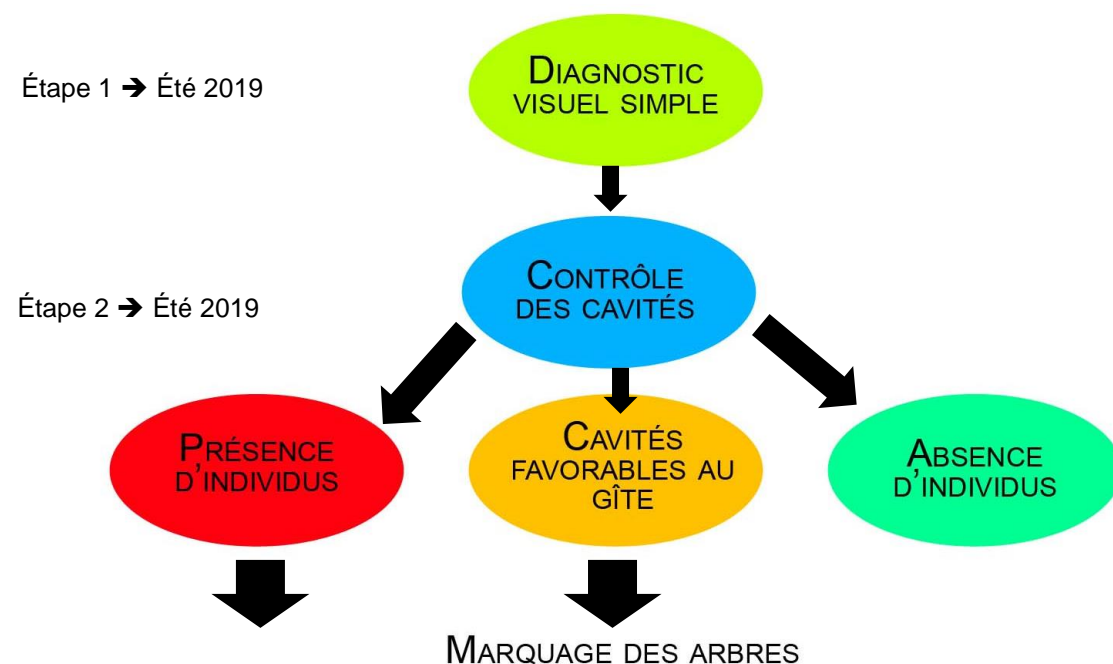 Diagnostic
visuel simple
Étape 1 ➔ Été 2019
Contrôle
des cavités
Étape 2 ➔ Été 2019
Présence
d'individus
Cavités
favorables au
gîte
Absence
d'individus
Marquage des arbres